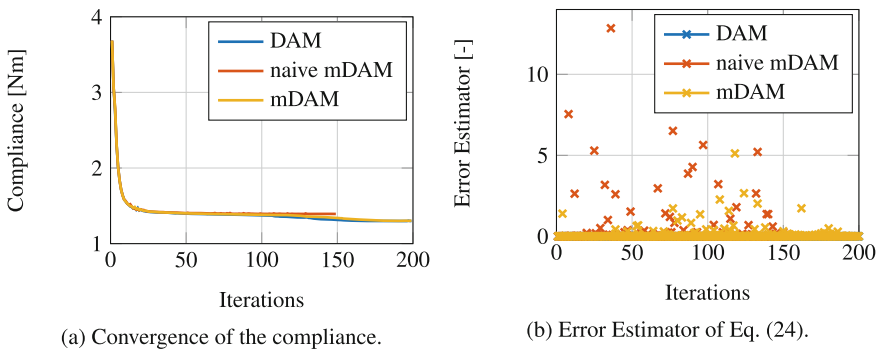 4
3
2
1
0
50
100
150
200
Compliance [Nm]
Iterations
DAM
naive mDAM
mDAM
(a) Convergence of the compliance.
10
5
0
0
50
100
150
200
Error Estimator [-]
Iterations
DAM
naive mDAM
mDAM
(b) Error Estimator of Eq. (24).